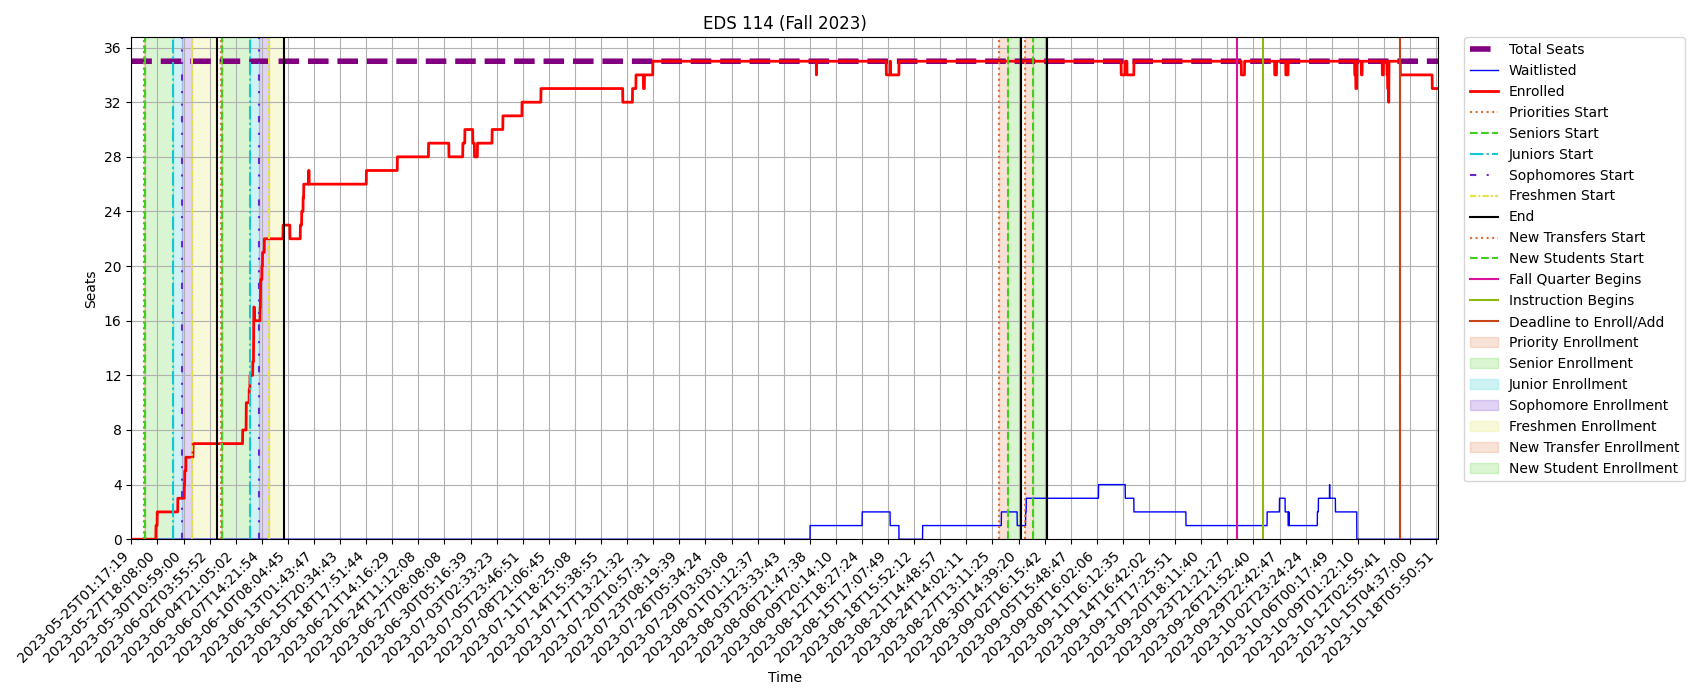 EDS 114 (Fall 2023)
Seats
36
32
28
24
20
16
12
8
4
0
2023-05-25T01:17:19
2023-05-27T18:08:00
2023-05-30T10:59:00
2023-06-02T03:55:52
2023-06-04T21:05:02
2023-06-07T14:21:54
2023-06-10T08:04:45
2023-06-13T01:43:47
2023-06-15T20:34:43
2023-06-18T17:51:44
2023-06-21T14:16:29
2023-06-24T11:12:08
2023-06-27T08:08:08
2023-06-30T05:16:39
2023-07-03T02:33:23
2023-07-05T23:46:51
2023-07-08T21:06:45
2023-07-11T18:25:08
2023-07-14T15:38:55
2023-07-17T13:21:32
2023-07-20T10:57:31
2023-07-23T08:19:39
2023-07-26T05:34:24
2023-07-29T03:03:08
2023-08-01T01:12:37
2023-08-03T23:33:43
2023-08-06T21:47:38
2023-08-09T20:14:10
2023-08-12T18:27:24
2023-08-15T17:07:49
2023-08-18T15:52:12
2023-08-21T14:48:57
2023-08-24T14:02:11
2023-08-27T13:11:25
2023-08-30T14:39:20
2023-09-02T16:15:42
2023-09-05T15:48:47
2023-09-08T16:02:06
2023-09-11T16:12:35
2023-09-14T16:42:02
2023-09-17T17:25:51
2023-09-20T18:11:40
2023-09-23T21:21:27
2023-09-26T21:52:40
2023-09-29T22:42:47
2023-10-02T23:24:24
2023-10-06T00:17:49
2023-10-09T01:22:10
2023-10-12T02:55:41
2023-10-15T04:37:00
2023-10-18T05:50:51
Time
Total Seats
Waitlisted
Enrolled
Priorities Start
Seniors Start
Juniors Start
Sophomores Start
Freshmen Start
End
New Transfers Start
New Students Start
Fall Quarter Begins
Instruction Begins
Deadline to Enroll/Add
Priority Enrollment
Senior Enrollment
Junior Enrollment
Sophomore Enrollment
Freshmen Enrollment
New Transfer Enrollment
New Student Enrollment